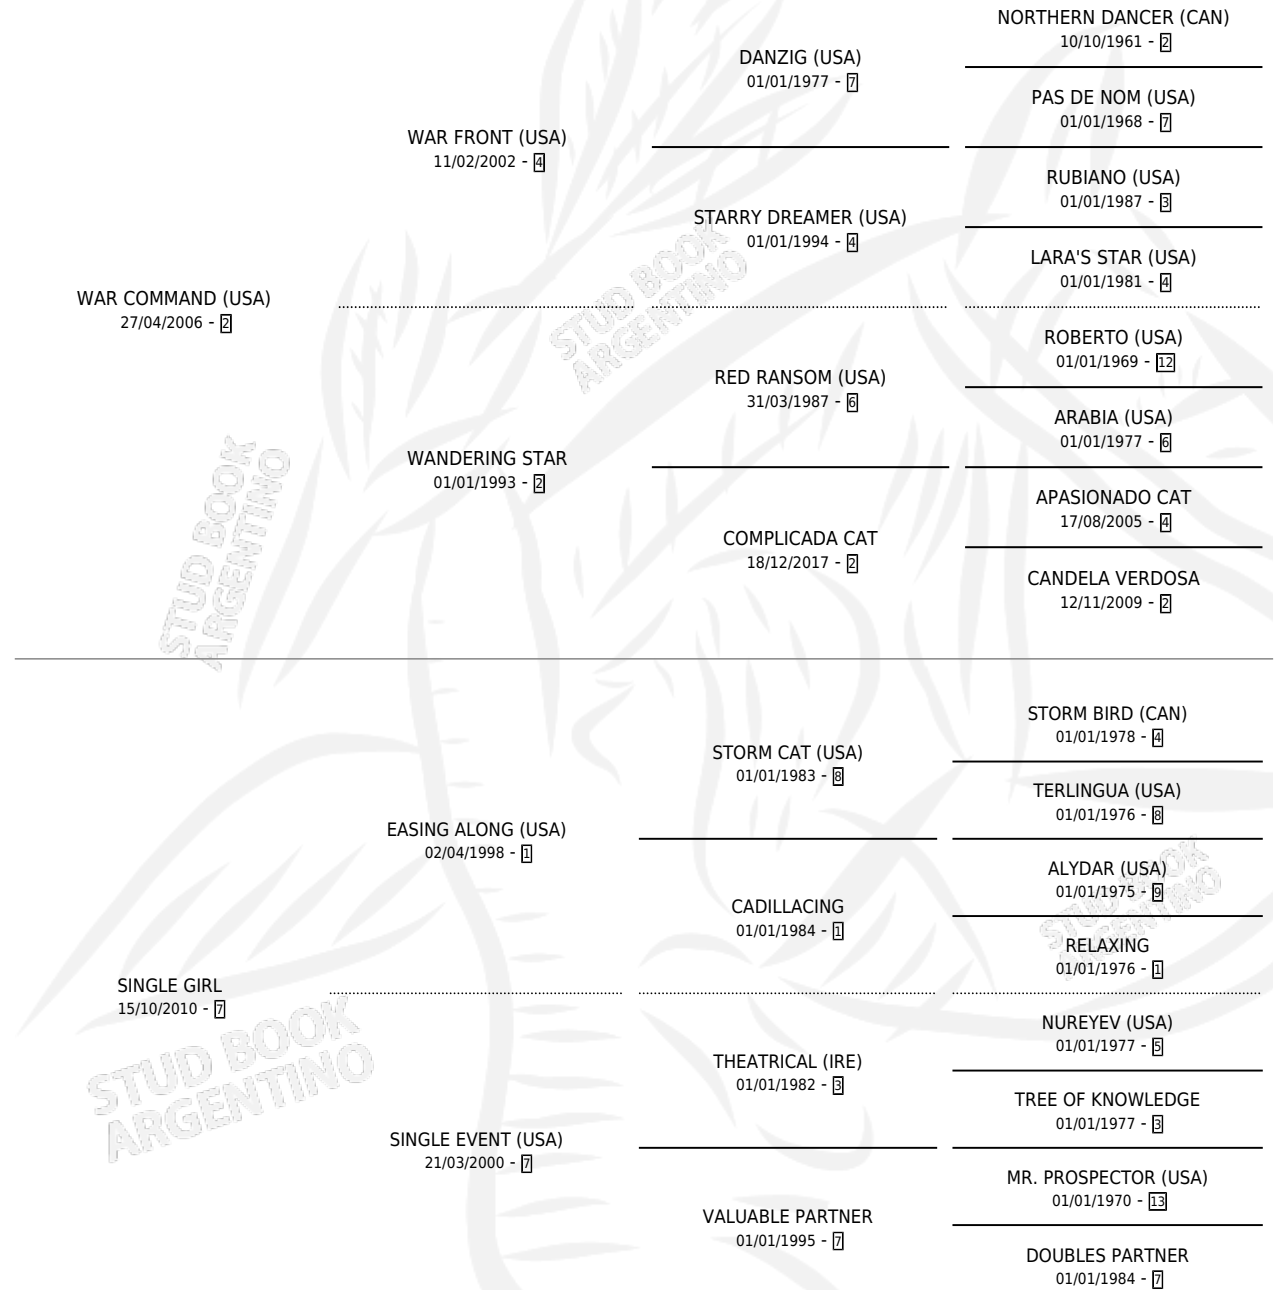 NORTHERN DANCER (CAN)
10/10/1961 - 2
DANZIG (USA)
01/01/1977 - 7
PAS DE NOM (USA)
01/01/1968 - 7
WAR FRONT (USA)
11/02/2002 - 4
RUBIANO (USA)
01/01/1987 - 3
STARRY DREAMER (USA)
01/01/1994 - 4
LARA'S STAR (USA)
01/01/1981 - 4
WAR COMMAND (USA)
27/04/2006 - 2
ROBERTO (USA)
01/01/1969 - 12
RED RANSOM (USA)
31/03/1987 - 6
ARABIA (USA)
01/01/1977 - 6
WANDERING STAR
01/01/1993 - 2
APASIONADO CAT
17/08/2005 - 4
COMPLICADA CAT
18/12/2017 - 2
CANDELA VERDOSA
12/11/2009 - 2
STORM BIRD (CAN)
01/01/1978 - 4
STORM CAT (USA)
01/01/1983 - 8
TERLINGUA (USA)
01/01/1976 - 8
EASING ALONG (USA)
02/04/1998 - 1
ALYDAR (USA)
01/01/1975 - 9
CADILLACING
01/01/1984 - 1
RELAXING
01/01/1976 - 1
SINGLE GIRL
15/10/2010 - 7
NUREYEV (USA)
01/01/1977 - 5
THEATRICAL (IRE)
01/01/1982 - 3
TREE OF KNOWLEDGE
01/01/1977 - 3
SINGLE EVENT (USA)
21/03/2000 - 7
MR. PROSPECTOR (USA)
01/01/1970 - 13
VALUABLE PARTNER
01/01/1995 - 7
DOUBLES PARTNER
01/01/1984 - 7
STUD BOOK
ARGENTINO
STUD BOOK
ARGENTINO
STUD BOOK
ARGENTINO
STUD BOOK
ARGENTINO